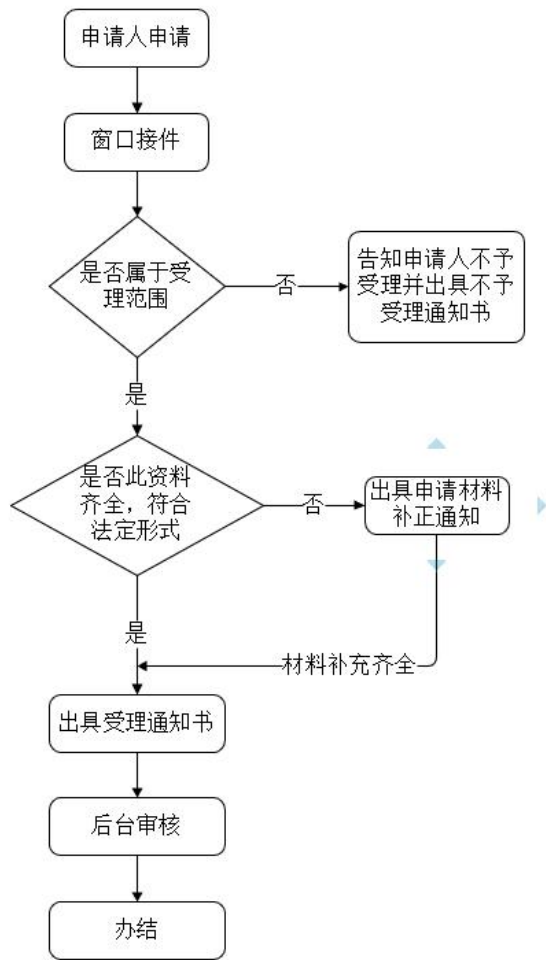 申请人申请
窗口接件
是否属于受
理范围
否
告知申请人不予
受理并出具不予
受理通知书
是
是否此资料
齐全，符合
法定形式
否
出具申请材料
补正通知
是
材料补充齐全
出具受理通知书
后台审核
办结